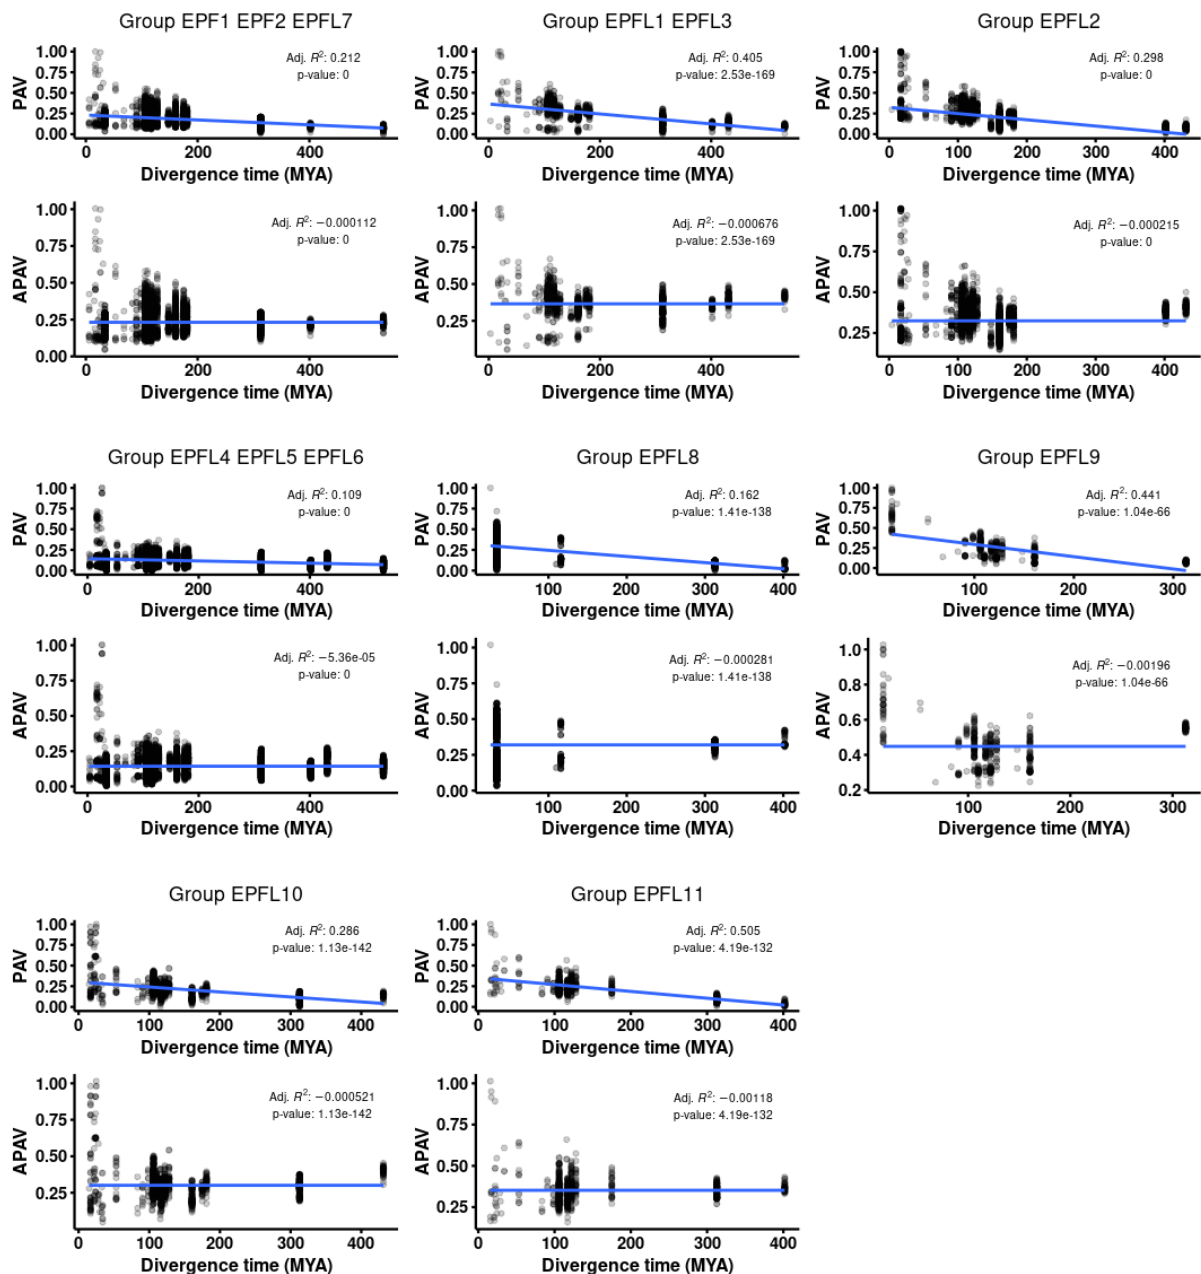 Group EPF1 EPF2 EPFL7
Adj. R²: 0.212
p-value: 0
PAV
1.00
0.75
0.50
0.25
0.00
0 200 400
Divergence time (MYA)
Adj. R²: −0.000112
p-value: 0
APAV
1.00
0.75
0.50
0.25
0.00
0 200 400
Divergence time (MYA)
Group EPFL1 EPFL3
Adj. R²: 0.405
p-value: 2.53e-169
PAV
1.00
0.75
0.50
0.25
0.00
0 200 400
Divergence time (MYA)
Adj. R²: −0.000676
p-value: 2.53e-169
APAV
1.00
0.75
0.50
0.25
0 200 400
Divergence time (MYA)
Group EPFL2
Adj. R²: 0.298
p-value: 0
PAV
1.00
0.75
0.50
0.25
0.00
0 100 200 300 400
Divergence time (MYA)
Adj. R²: −0.000215
p-value: 0
APAV
1.00
0.75
0.50
0.25
0 100 200 300 400
Divergence time (MYA)
Group EPFL4 EPFL5 EPFL6
Adj. R²: 0.109
p-value: 0
PAV
1.00
0.75
0.50
0.25
0.00
0 200 400
Divergence time (MYA)
Adj. R²: −5.36e-05
p-value: 0
APAV
1.00
0.75
0.50
0.25
0.00
0 200 400
Divergence time (MYA)
Group EPFL8
Adj. R²: 0.162
p-value: 1.41e-138
PAV
1.00
0.75
0.50
0.25
0.00
100 200 300 400
Divergence time (MYA)
Adj. R²: −0.000281
p-value: 1.41e-138
APAV
1.00
0.75
0.50
0.25
0.00
100 200 300 400
Divergence time (MYA)
Group EPFL9
Adj. R²: 0.441
p-value: 1.04e-66
PAV
1.00
0.75
0.50
0.25
0.00
100 200 300
Divergence time (MYA)
Adj. R²: −0.00196
p-value: 1.04e-66
APAV
1.0
0.8
0.6
0.4
0.2
100 200 300
Divergence time (MYA)
Group EPFL10
Adj. R²: 0.286
p-value: 1.13e-142
PAV
1.00
0.75
0.50
0.25
0.00
0 100 200 300 400
Divergence time (MYA)
Adj. R²: −0.000521
p-value: 1.13e-142
APAV
1.00
0.75
0.50
0.25
0 100 200 300 400
Divergence time (MYA)
Group EPFL11
Adj. R²: 0.505
p-value: 4.19e-132
PAV
1.00
0.75
0.50
0.25
0.00
0 100 200 300 400
Divergence time (MYA)
Adj. R²: −0.00118
p-value: 4.19e-132
APAV
1.00
0.75
0.50
0.25
0 100 200 300 400
Divergence time (MYA)